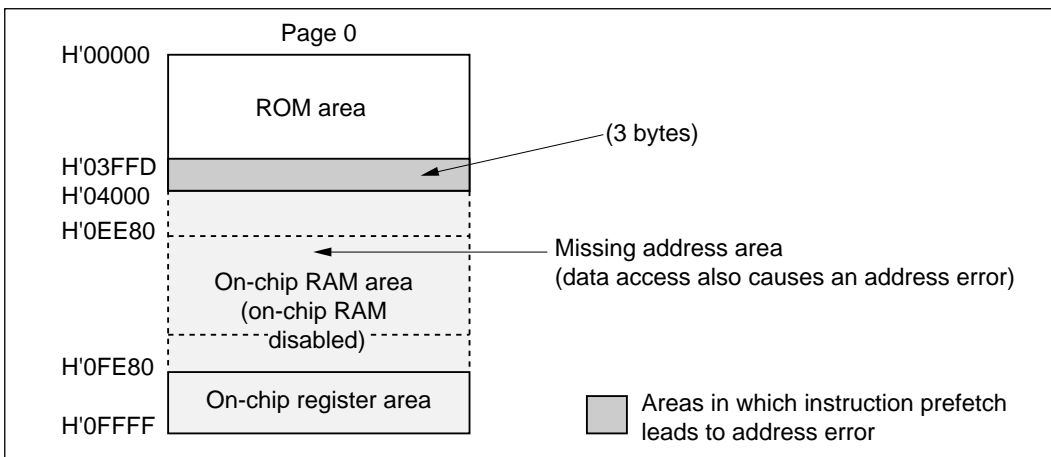 Page 0
H'00000
ROM area
(3 bytes)
H'03FFD
H'04000
H'0EE80
Missing address area
(data access also causes an address error)
On-chip RAM area
(on-chip RAM
disabled)
H'0FE80
On-chip register area
H'0FFFF
Areas in which instruction prefetch
leads to address error